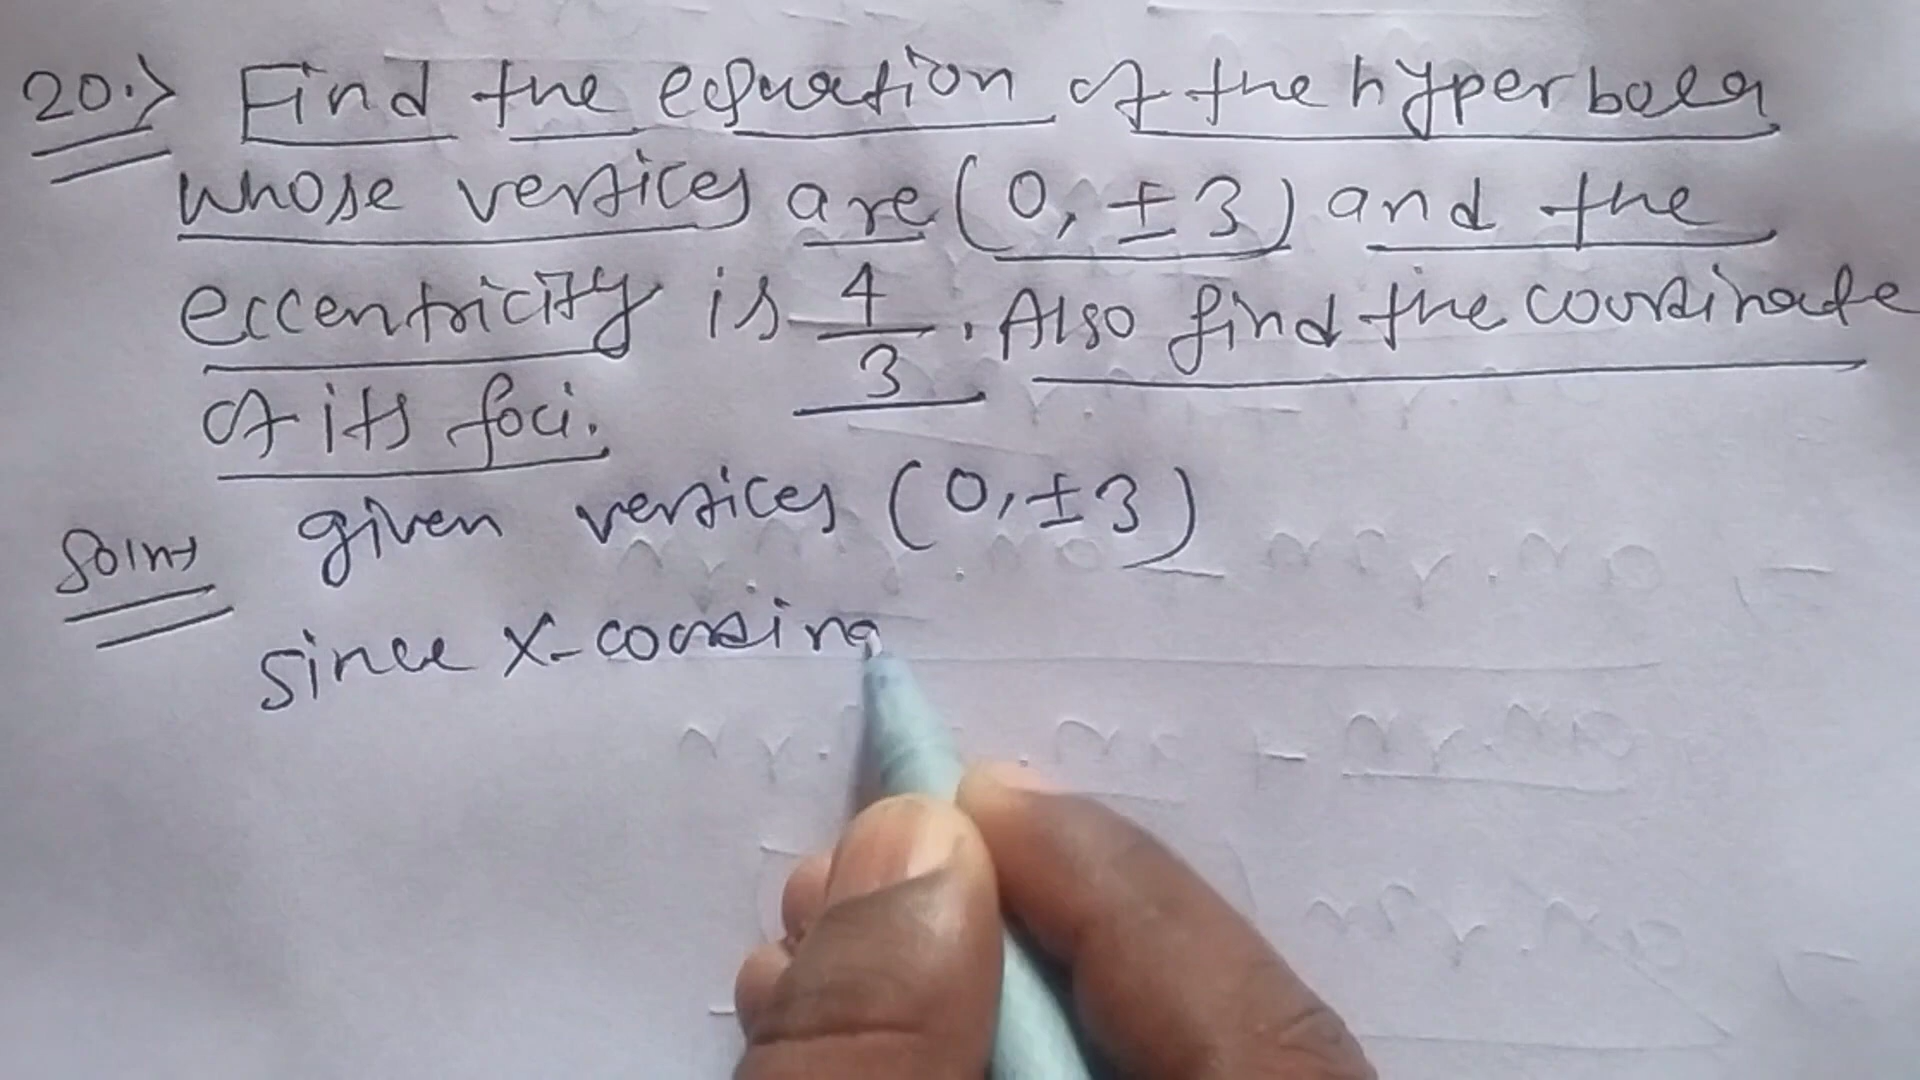 20.> Find the equation of the hyperbola
whose vertices are (0, ±3) and the
eccentricity is 4/3. Also find the coordinate
of its foci.
Soln> given vertices (0, ±3)
since x-coordina